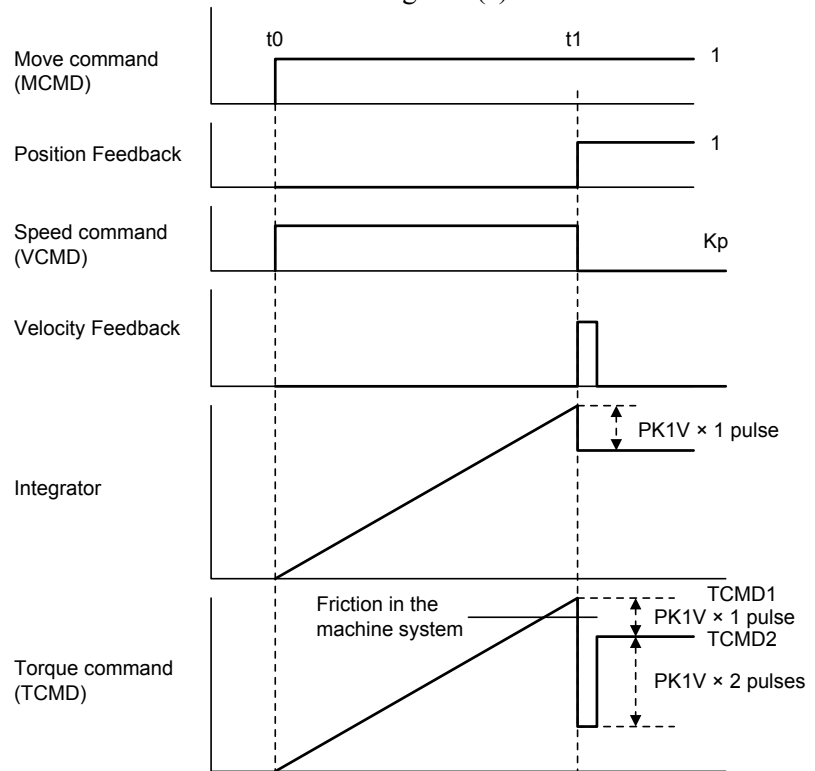 t0
t1
Move command
(MCMD)
1
Position Feedback
1
Speed command
(VCMD)
Kp
Velocity Feedback
PK1V × 1 pulse
Integrator
Friction in the
machine system
TCMD1
PK1V × 1 pulse
TCMD2
Torque command
(TCMD)
PK1V × 2 pulses